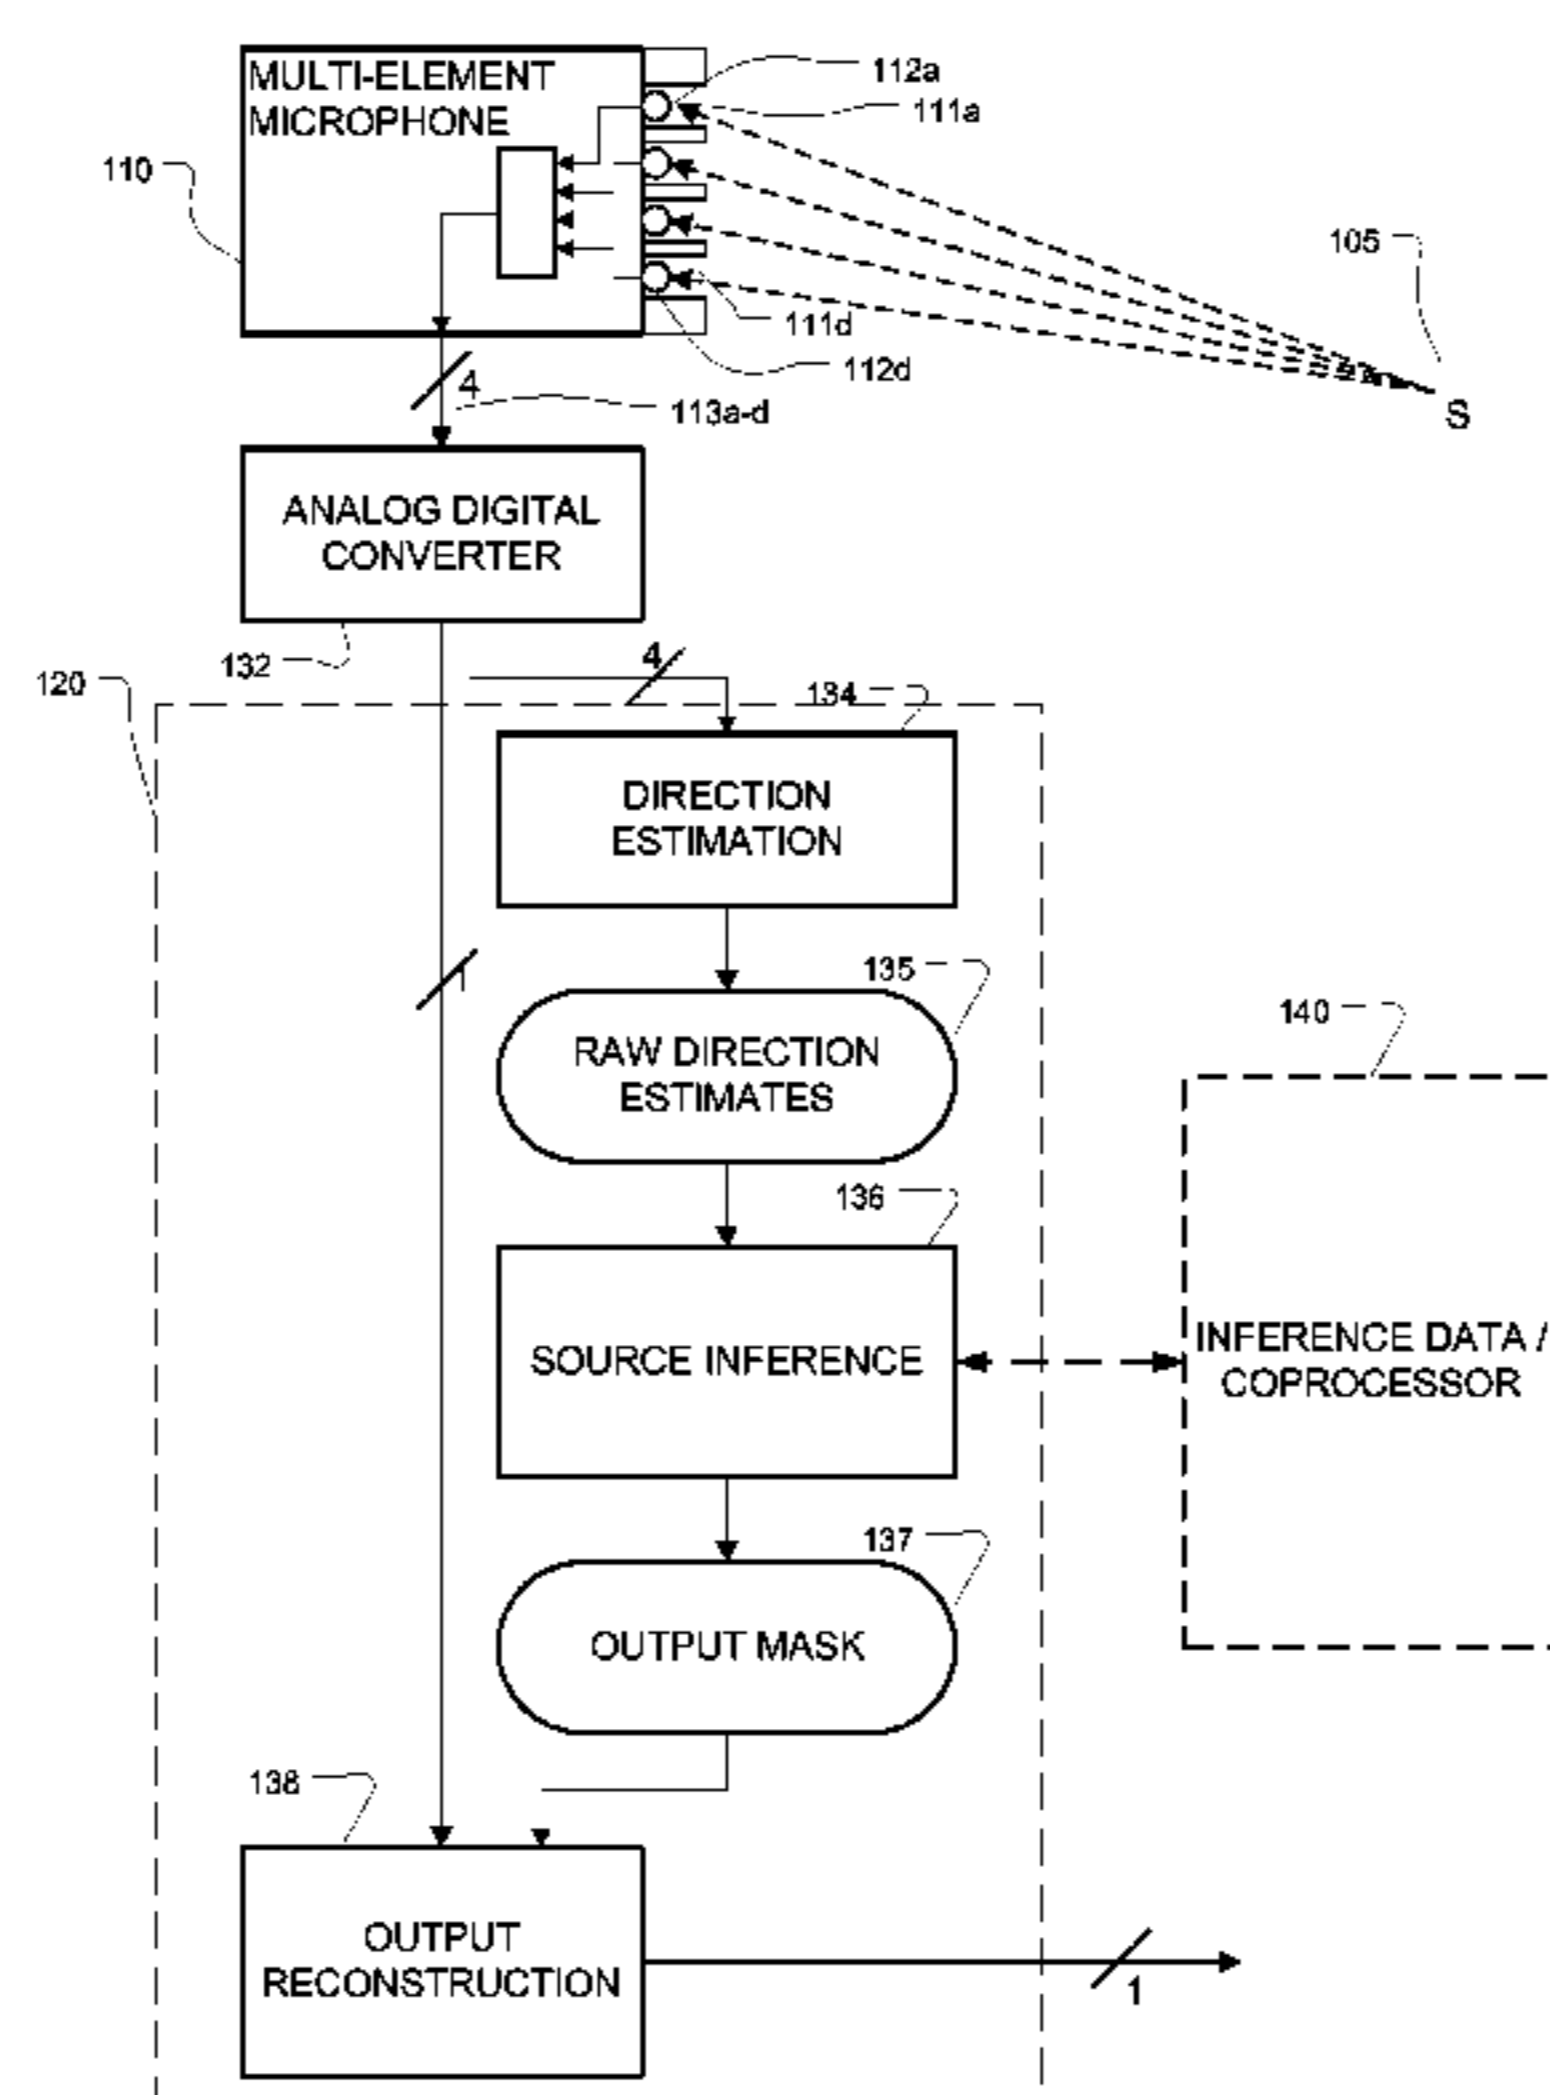 MULTI-ELEMENT
MICROPHONE
112a
111a
110
105
111d
112d
S
4
113a-d
ANALOG DIGITAL
CONVERTER
132
4
120
134
DIRECTION
ESTIMATION
1
135
RAW DIRECTION
ESTIMATES
140
136
SOURCE INFERENCE
INFERENCE DATA /
COPROCESSOR
137
OUTPUT MASK
138
OUTPUT
RECONSTRUCTION
1